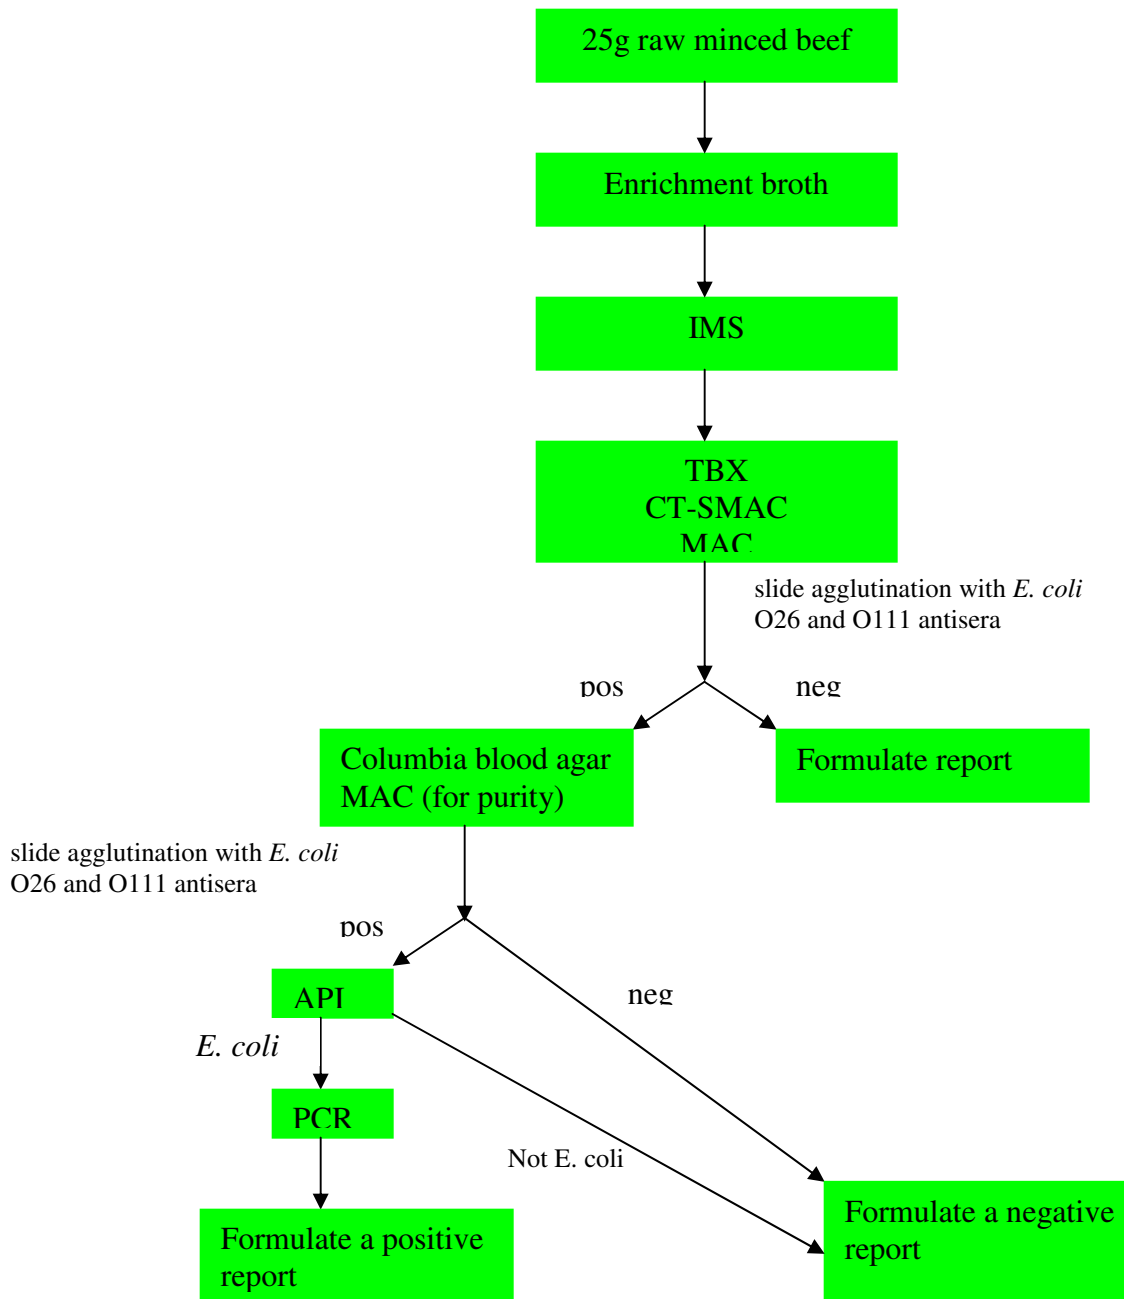 25g raw minced beef
Enrichment broth
IMS
TBX
CT-SMAC
MAC
slide agglutination with E. coli
O26 and O111 antisera
pos
neg
Columbia blood agar
MAC (for purity)
Formulate report
slide agglutination with E. coli
O26 and O111 antisera
pos
neg
API
E. coli
PCR
Not E. coli
Formulate a positive
report
Formulate a negative
report